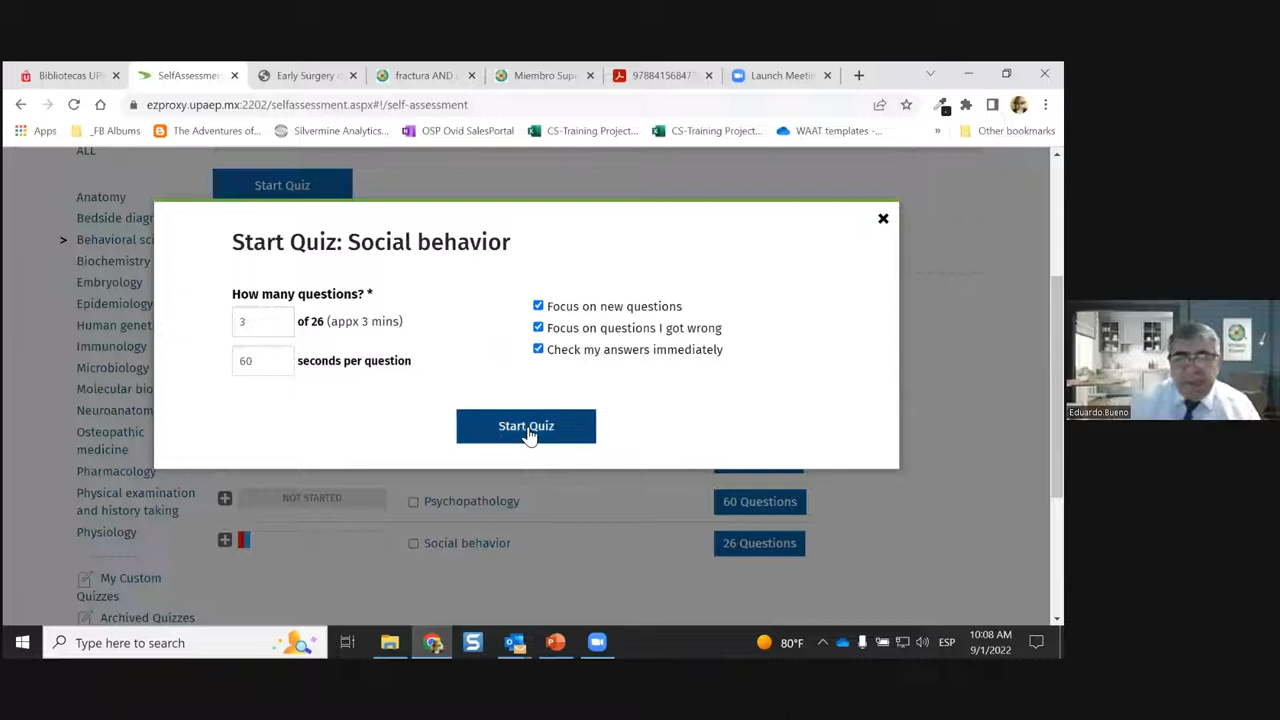 Bibliotecas UP
SelfAssessme
Early Surgery o
fractura AND
Miembro Supe
97884156847
Launch Meeti
ezproxy.upaep.mx:2202/selfassessment.aspx#!/self-assessment
Apps
_FB Albums
The Adventures of...
Silvermine Analytics...
OSP Ovid SalesPortal
CS-Training Project...
CS-Training Project...
WAAT templates -...
»
Other bookmarks
ALL
Start Quiz
Anatomy
Bedside diagn
> Behavioral sci
Biochemistry
Embryology
Epidemiology
Human genet
Immunology
Microbiology
Molecular bio
Neuroanatom
Osteopathic
medicine
Pharmacology
Physical examination
and history taking
Physiology
My Custom
Quizzes
Archived Quizzes
Start Quiz: Social behavior
How many questions? *
3 of 26 (appx 3 mins)
60 seconds per question
Focus on new questions
Focus on questions I got wrong
Check my answers immediately
Start Quiz
NOT STARTED
Psychopathology
60 Questions
Social behavior
26 Questions
Eduardo.Bueno
Type here to search
80°F
ESP
10:08 AM
9/1/2022